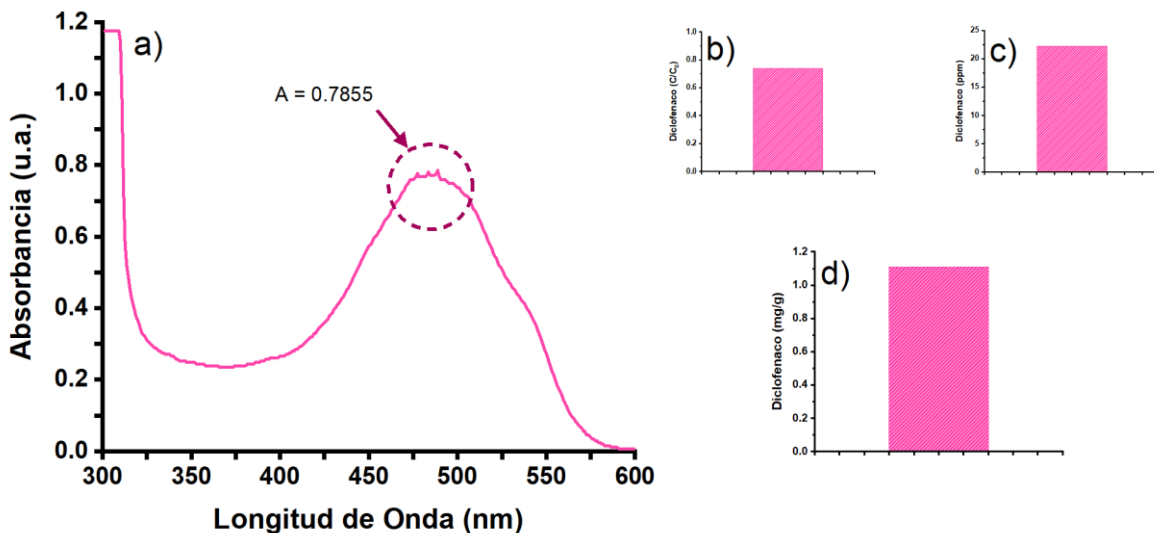 a)
A = 0.7855
Absorbancia (u.a.)
1.2
1.0
0.8
0.6
0.4
0.2
0.0
300 350 400 450 500 550 600
Longitud de Onda (nm)
b)
Diclofenaco (C/C₀)
1.0
0.8
0.6
0.4
0.2
0.0
c)
Diclofenaco (ppm)
25
20
15
10
5
0
d)
Diclofenaco (mg/g)
1.2
1.0
0.8
0.6
0.4
0.2
0.0